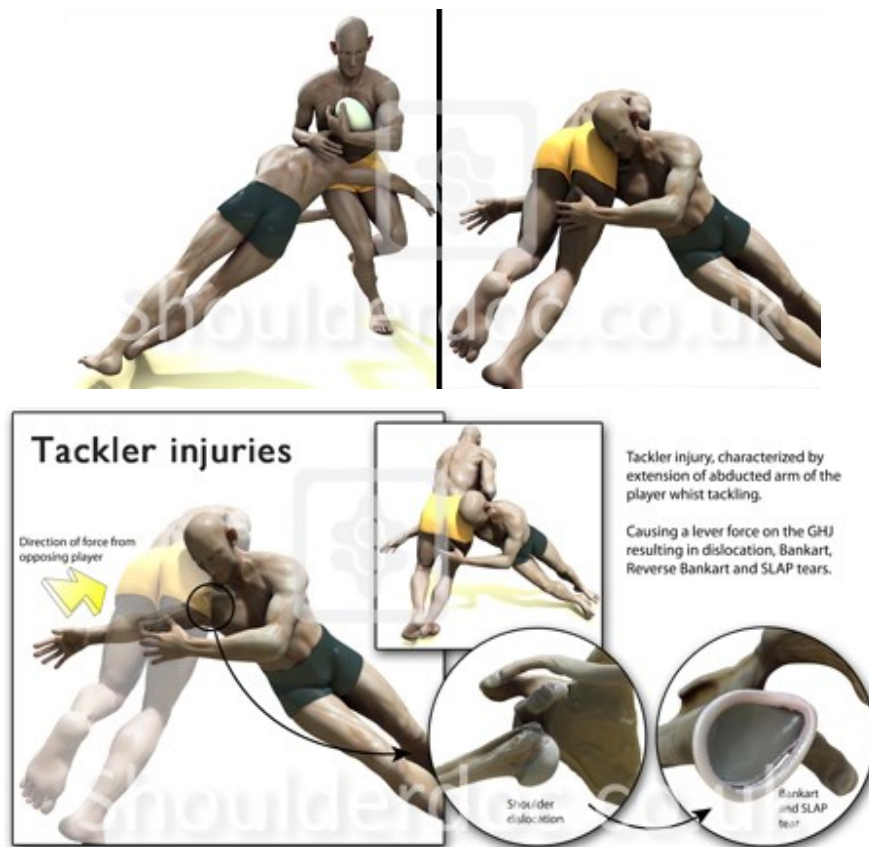 Shoulderdoc.co.uk
Tackler injuries
Direction of force from
opposing player
Tackler injury, characterized by
extension of abducted arm of the
player whist tackling.
Causing a lever force on the GHJ
resulting in dislocation, Bankart,
Reverse Bankart and SLAP tears.
Shoulder
dislocation
Bankart
and SLAP
tear
Shoulderdoc.co.uk